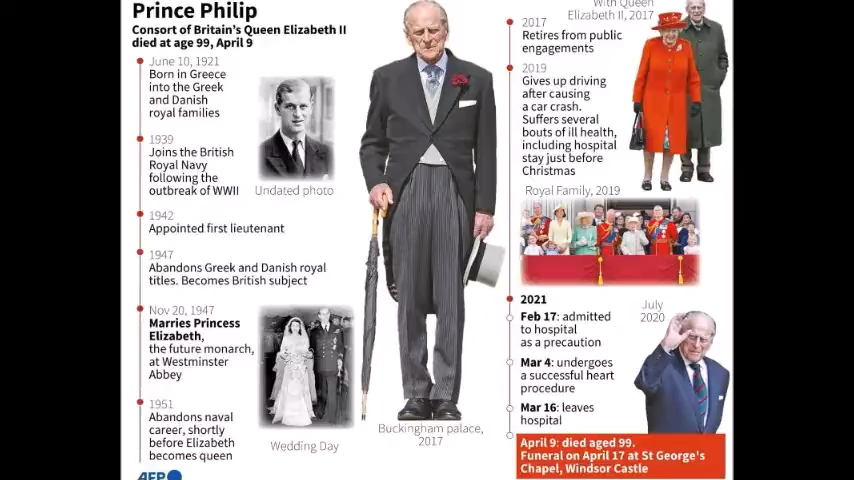 Prince Philip
Consort of Britain's Queen Elizabeth II
died at age 99, April 9
June 10, 1921
Born in Greece
into the Greek
and Danish
royal families
Undated photo
1939
Joins the British
Royal Navy
following the
outbreak of WWII
1942
Appointed first lieutenant
1947
Abandons Greek and Danish royal
titles. Becomes British subject
Nov 20, 1947
Marries Princess
Elizabeth,
the future monarch,
at Westminster
Abbey
Wedding Day
1951
Abandons naval
career, shortly
before Elizabeth
becomes queen
AFP
Buckingham palace,
2017
With Queen
Elizabeth II, 2017
2017
Retires from public
engagements
2019
Gives up driving
after causing
a car crash.
Suffers several
bouts of ill health,
including hospital
stay just before
Christmas
Royal Family, 2019
2021
Feb 17: admitted
to hospital
as a precaution
July
2020
Mar 4: undergoes
a successful heart
procedure
Mar 16: leaves
hospital
April 9: died aged 99.
Funeral on April 17 at St George's
Chapel, Windsor Castle